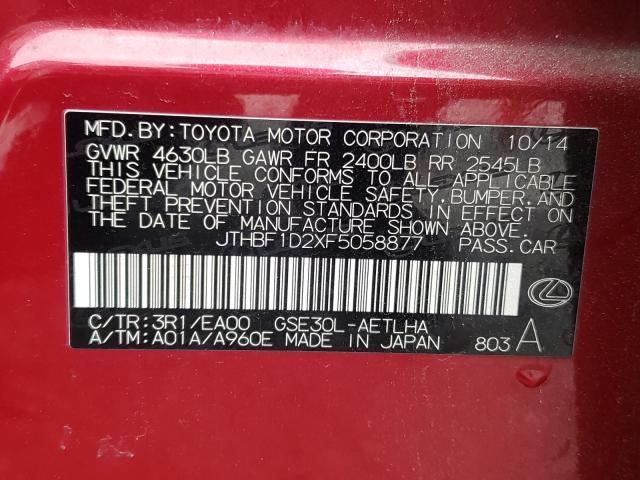 MFD.BY:TOYOTA MOTOR CORPORATION 10/14
GVWR 4630LB GAWR FR 2400LB RR 2545LB
THIS VEHICLE CONFORMS TO ALL APPLICABLE
FEDERAL MOTOR VEHICLE SAFETY,BUMPER,AND
THEFT PREVENTION STANDARDS IN EFFECT ON
THE DATE OF MANUFACTURE SHOWN ABOVE.
JTHBF1D2XF5058877 PASS.CAR
C/TR:3R1/EA00 GSE30L-AETLHA
A/TM:A01A/A960E MADE IN JAPAN 803 A